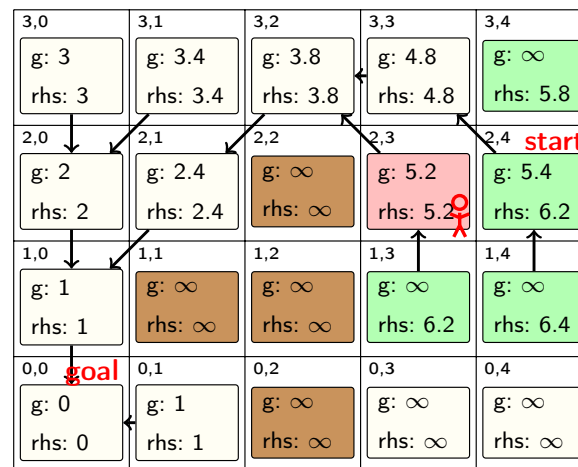 3,0 3,1 3,2 3,3 3,4
g: 3 g: 3.4 g: 3.8 g: 4.8 g: ∞
rhs: 3 rhs: 3.4 rhs: 3.8 rhs: 4.8 rhs: 5.8
2,0 2,1 2,2 2,3 2,4
start
g: 2 g: 2.4 g: ∞ g: 5.2 g: 5.4
rhs: 2 rhs: 2.4 rhs: ∞ rhs: 5.2 rhs: 6.2
1,0 1,1 1,2 1,3 1,4
g: 1 g: ∞ g: ∞ g: ∞ g: ∞
rhs: 1 rhs: ∞ rhs: ∞ rhs: 6.2 rhs: 6.4
0,0 0,1 0,2 0,3 0,4
goal
g: 0 g: 1 g: ∞ g: ∞ g: ∞
rhs: 0 rhs: 1 rhs: ∞ rhs: ∞ rhs: ∞